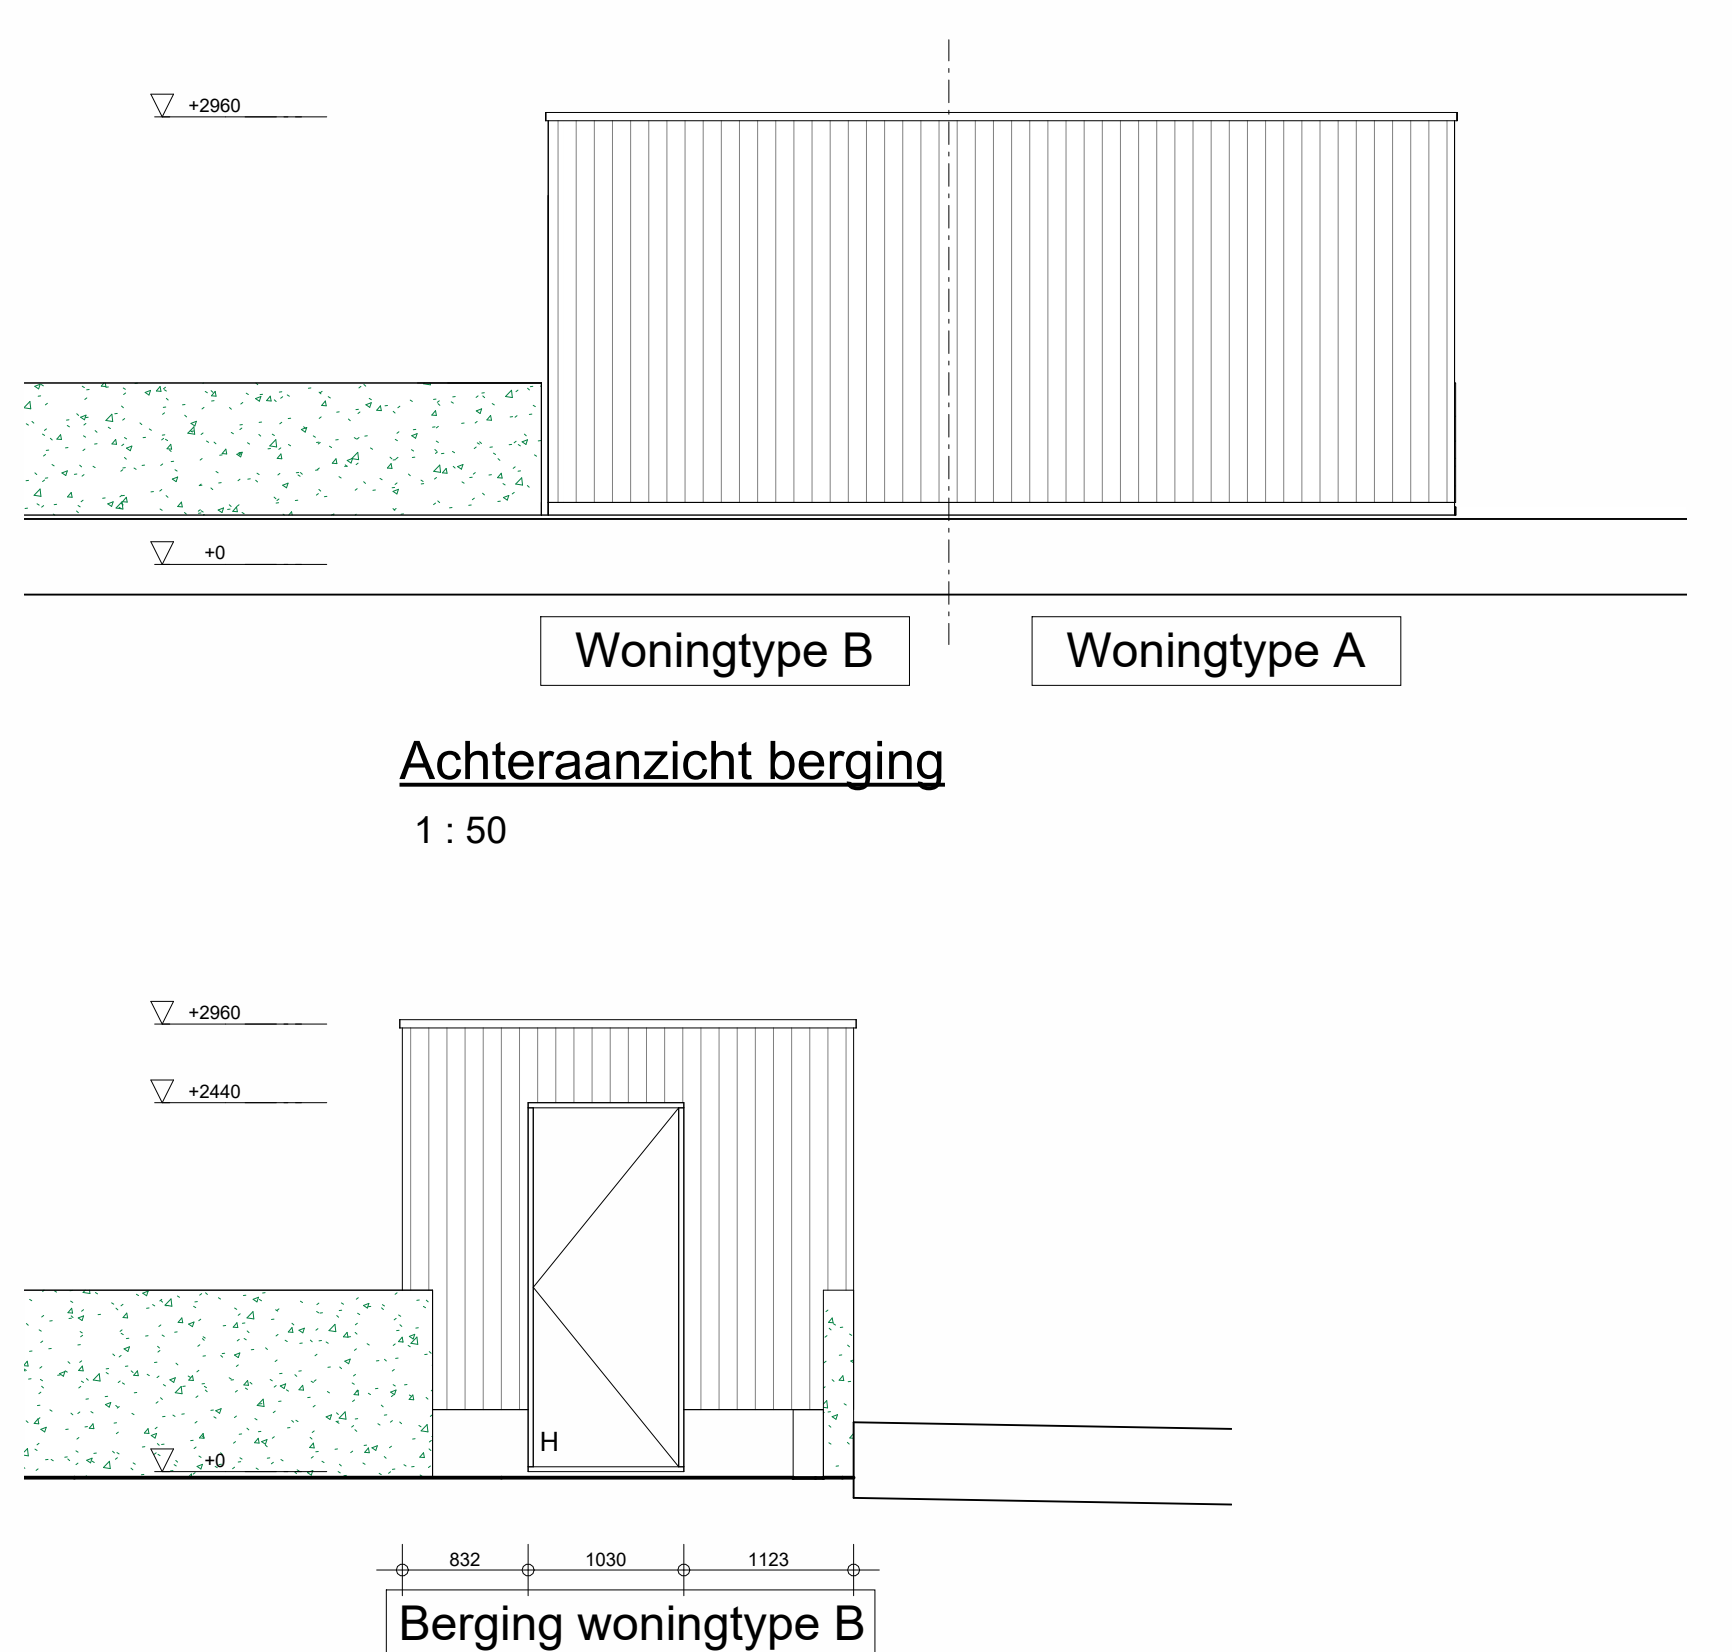 +2960
+0
Woningtype B
Woningtype A
Achteraanzicht berging
1 : 50
+2960
+2440
H
+0
832
1030
1123
Berging woningtype B